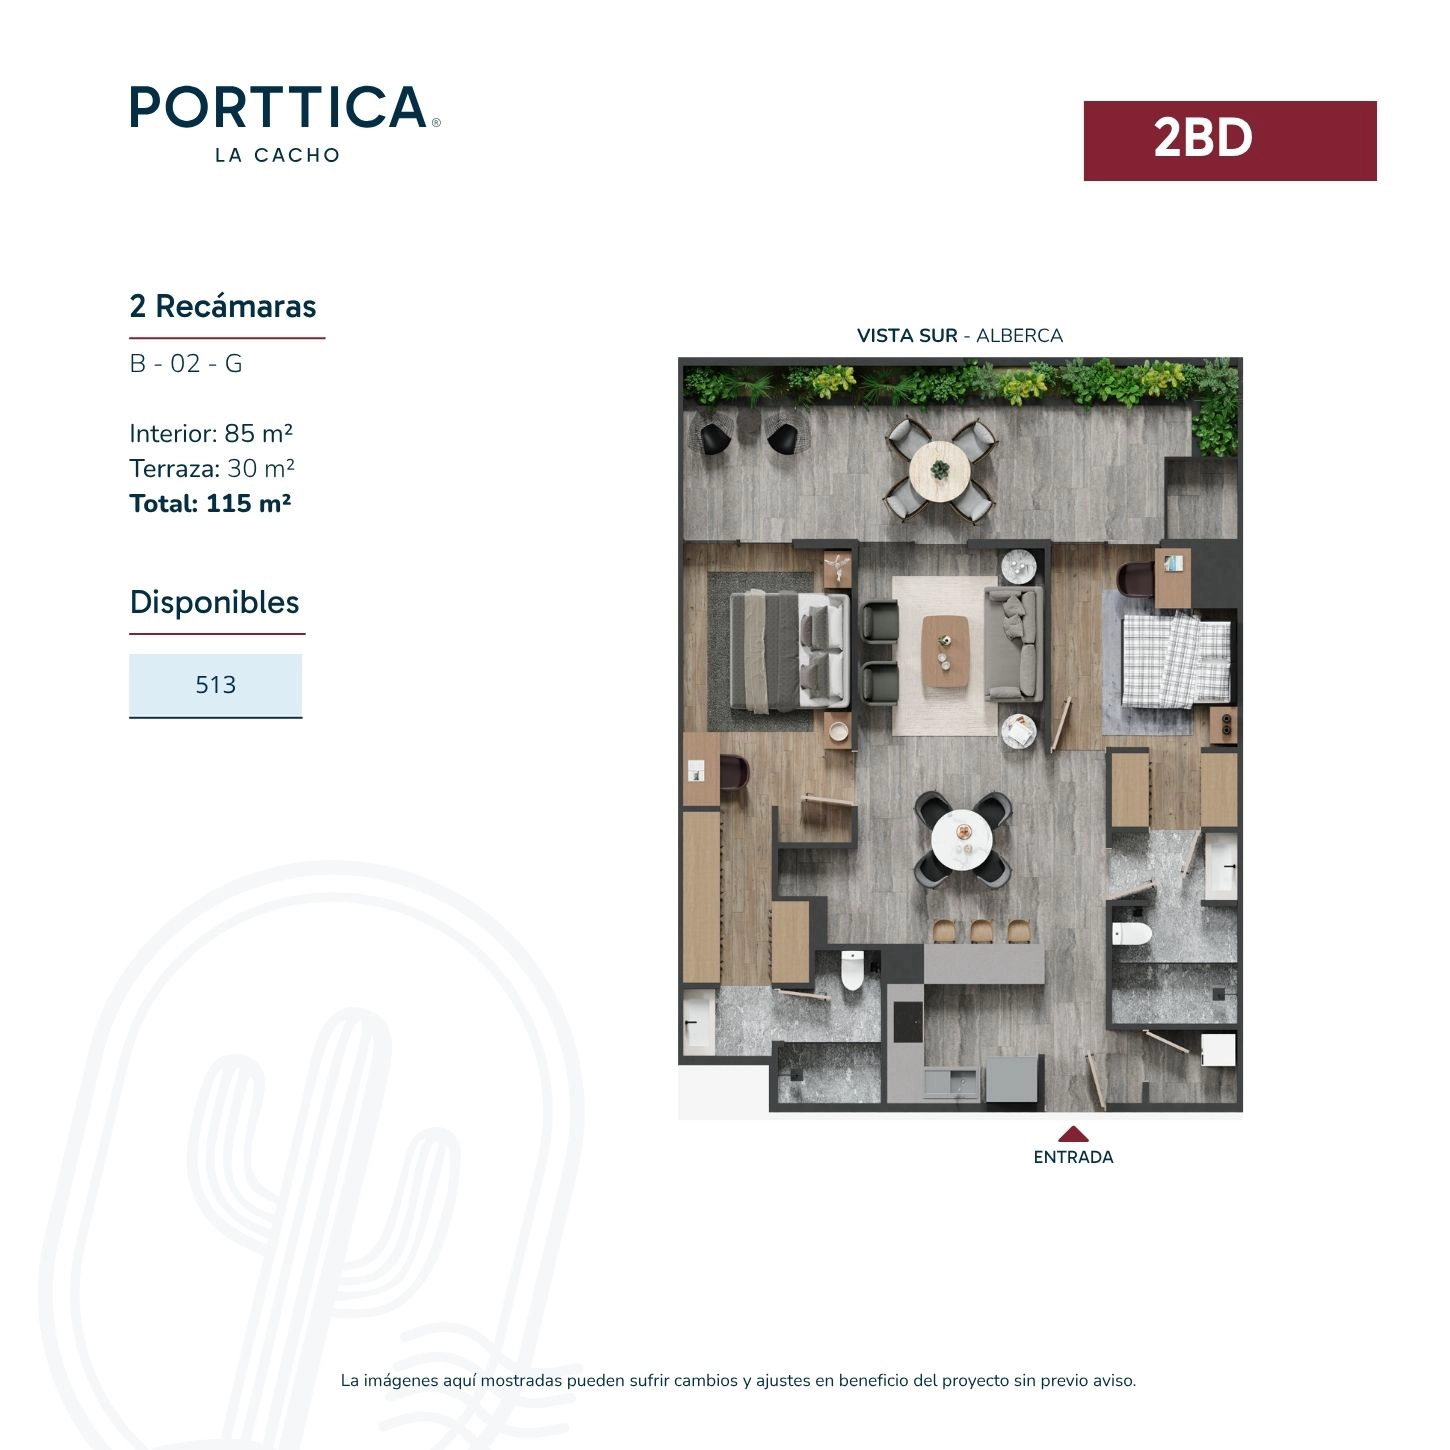 PORTTICA®
LA CACHO
2BD
2 Recámaras
B - 02 - G
Interior: 85 m²
Terraza: 30 m²
Total: 115 m²
Disponibles
513
VISTA SUR - ALBERCA
ENTRADA
La imágenes aquí mostradas pueden sufrir cambios y ajustes en beneficio del proyecto sin previo aviso.